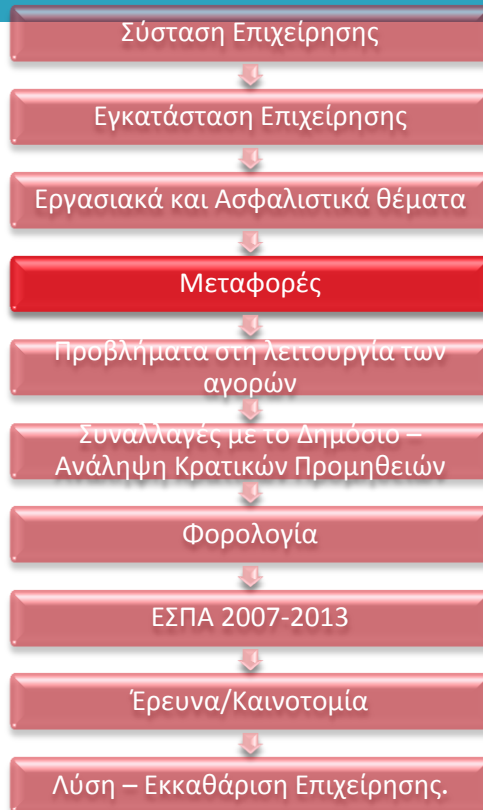 Σύσταση Επιχείρησης
Εγκατάσταση Επιχείρησης
Εργασιακά και Ασφαλιστικά θέματα
Μεταφορές
Προβλήματα στη λειτουργία των
αγορών
Συναλλαγές με το Δημόσιο –
Ανάληψη Κρατικών Προμηθειών
Φορολογία
ΕΣΠΑ 2007-2013
Έρευνα/Καινοτομία
Λύση – Εκκαθάριση Επιχείρησης.